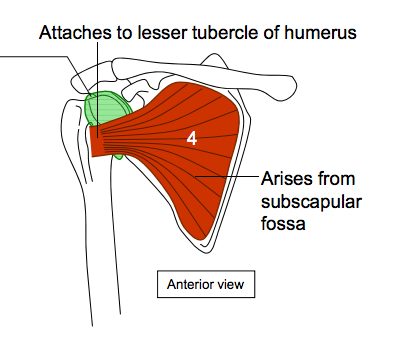 Attaches to lesser tubercle of humerus
4
Arises from
subscapular
fossa
Anterior view